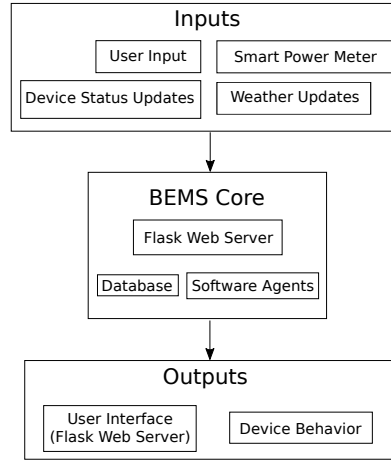 Inputs
User Input
Smart Power Meter
Device Status Updates
Weather Updates
BEMS Core
Flask Web Server
Database
Software Agents
Outputs
User Interface
(Flask Web Server)
Device Behavior